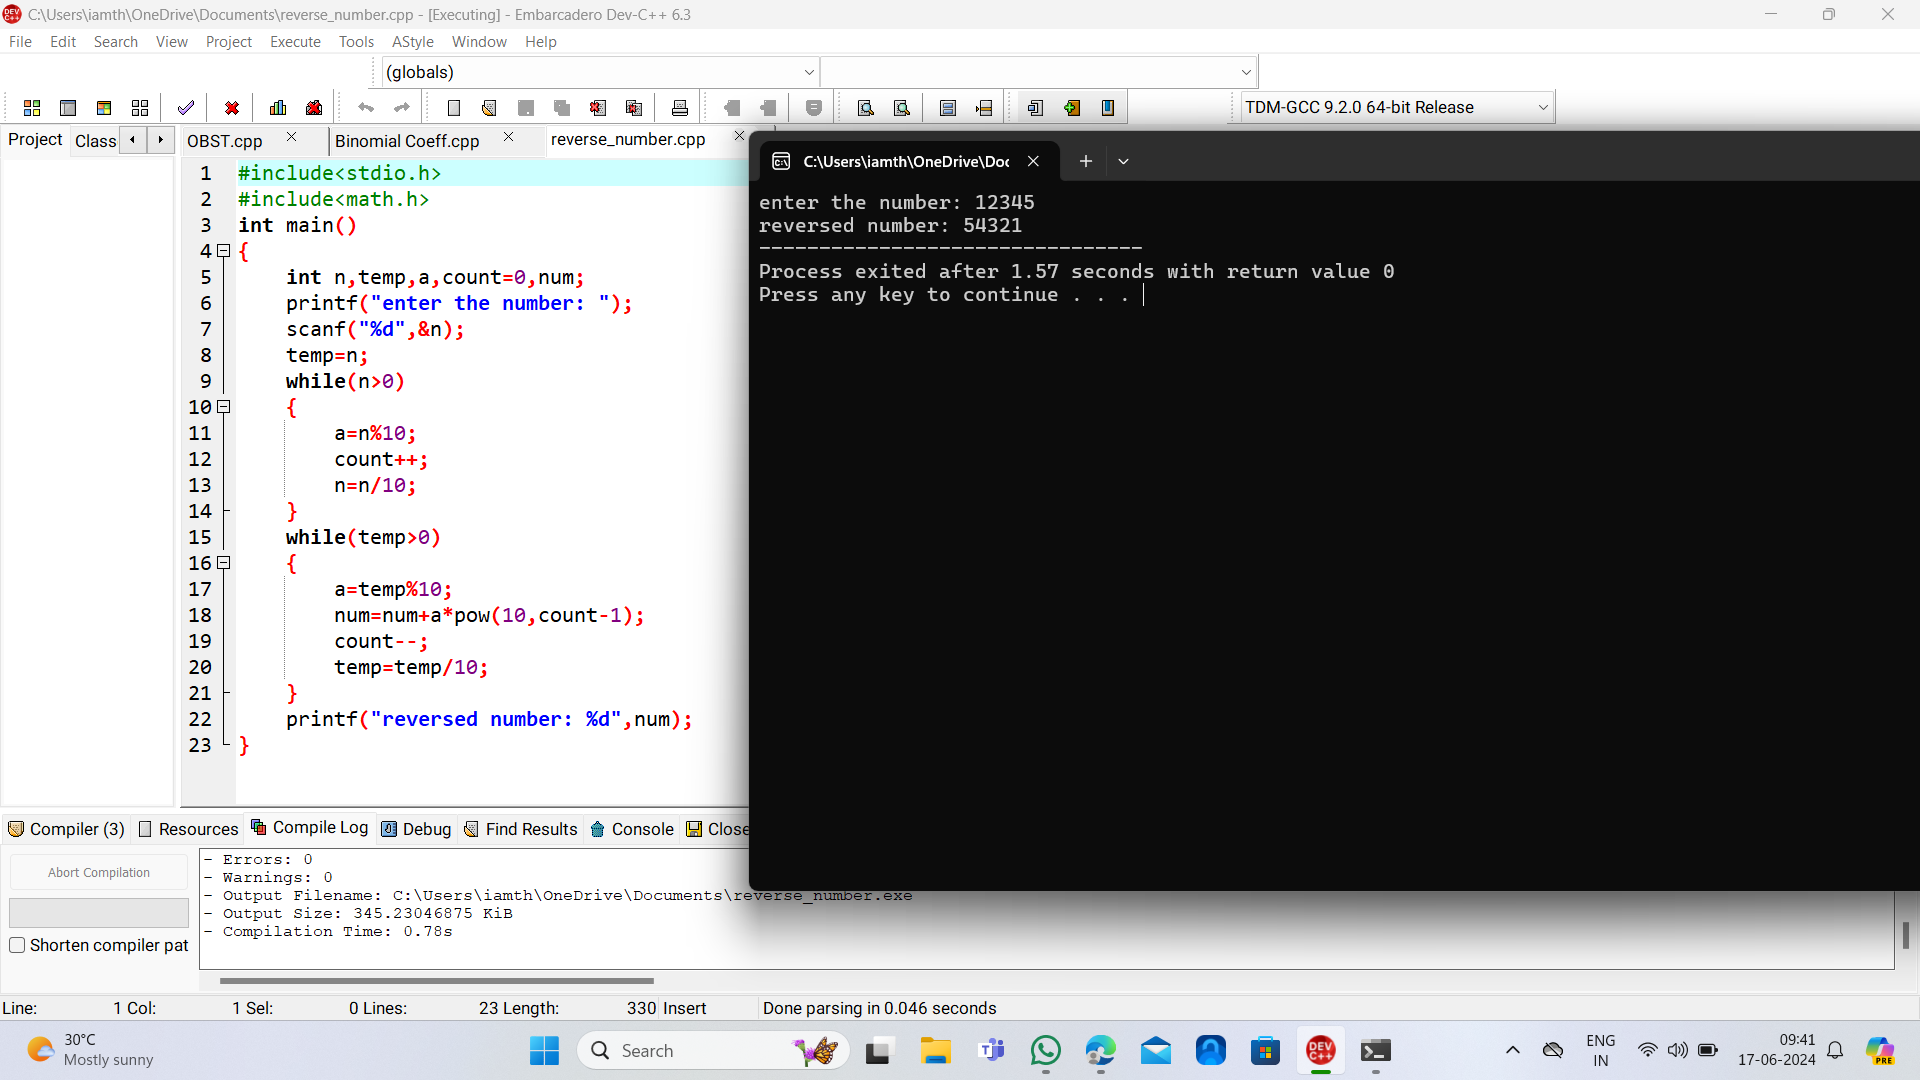 C:\Users\iamth\OneDrive\Documents\reverse_number.cpp - [Executing] - Embarcadero Dev-C++ 6.3
File Edit Search View Project Execute Tools AStyle Window Help
(globals)
TDM-GCC 9.2.0 64-bit Release
Project Class
OBST.cpp Binomial Coeff.cpp reverse_number.cpp
1 #include<stdio.h>
2 #include<math.h>
3 int main()
4 {
5 int n,temp,a,count=0,num;
6 printf("enter the number: ");
7 scanf("%d",&n);
8 temp=n;
9 while(n>0)
10 {
11 a=n%10;
12 count++;
13 n=n/10;
14 }
15 while(temp>0)
16 {
17 a=temp%10;
18 num=num+a*pow(10,count-1);
19 count--;
20 temp=temp/10;
21 }
22 printf("reversed number: %d",num);
23 }
C:\Users\iamth\OneDrive\Doc
enter the number: 12345
reversed number: 54321
--------------------------------
Process exited after 1.57 seconds with return value 0
Press any key to continue . . .
Compiler (3) Resources Compile Log Debug Find Results Console Close
Abort Compilation
Shorten compiler pat
- Errors: 0
- Warnings: 0
- Output Filename: C:\Users\iamth\OneDrive\Documents\reverse_number.exe
- Output Size: 345.23046875 KiB
- Compilation Time: 0.78s
Line: 1 Col: 1 Sel: 0 Lines: 23 Length: 330 Insert Done parsing in 0.046 seconds
30°C
Mostly sunny
Search
DEV C++
ENG
IN
09:41
17-06-2024
PRE